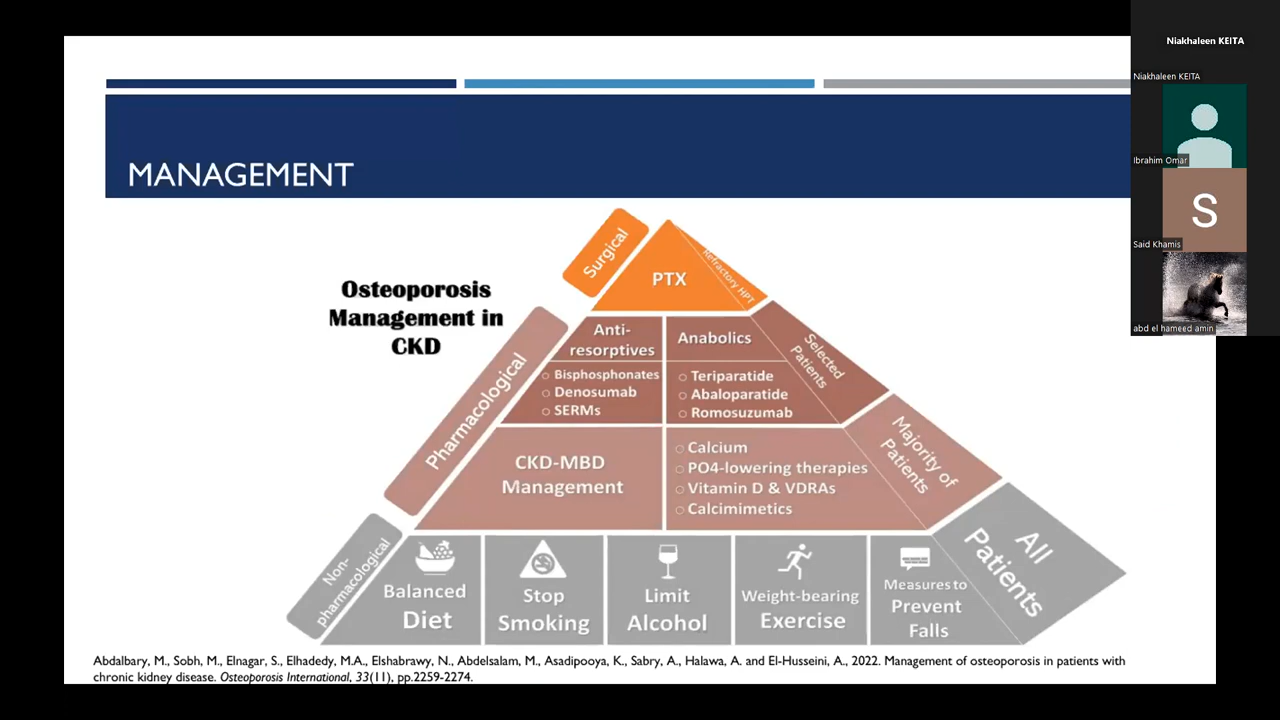 MANAGEMENT
Osteoporosis
Management in
CKD
Surgical
PTX
Refractory HPT
Pharmacological
Anti-
resorptives
Bisphosphonates
Denosumab
SERMs
Anabolics
Teriparatide
Abaloparatide
Romosuzumab
Selected
Patients
CKD-MBD
Management
Calcium
PO4-lowering therapies
Vitamin D & VDRAs
Calcimimetics
Majority of
Patients
Non-
pharmacological
Balanced
Diet
Stop
Smoking
Limit
Alcohol
Weight-bearing
Exercise
Measures to
Prevent
Falls
All
Patients
Abdalbary, M., Sobh, M., Elnagar, S., Elhadedy, M.A., Elshabrawy, N., Abdelsalam, M., Asadipooya, K., Sabry, A., Halawa, A. and El-Husseini, A., 2022. Management of osteoporosis in patients with
chronic kidney disease. Osteoporosis International, 33(11), pp.2259-2274.
Niakhaleen KEITA
Niakhaleen KEITA
Ibrahim Omar
S
Said Khamis
abd el hameed amin